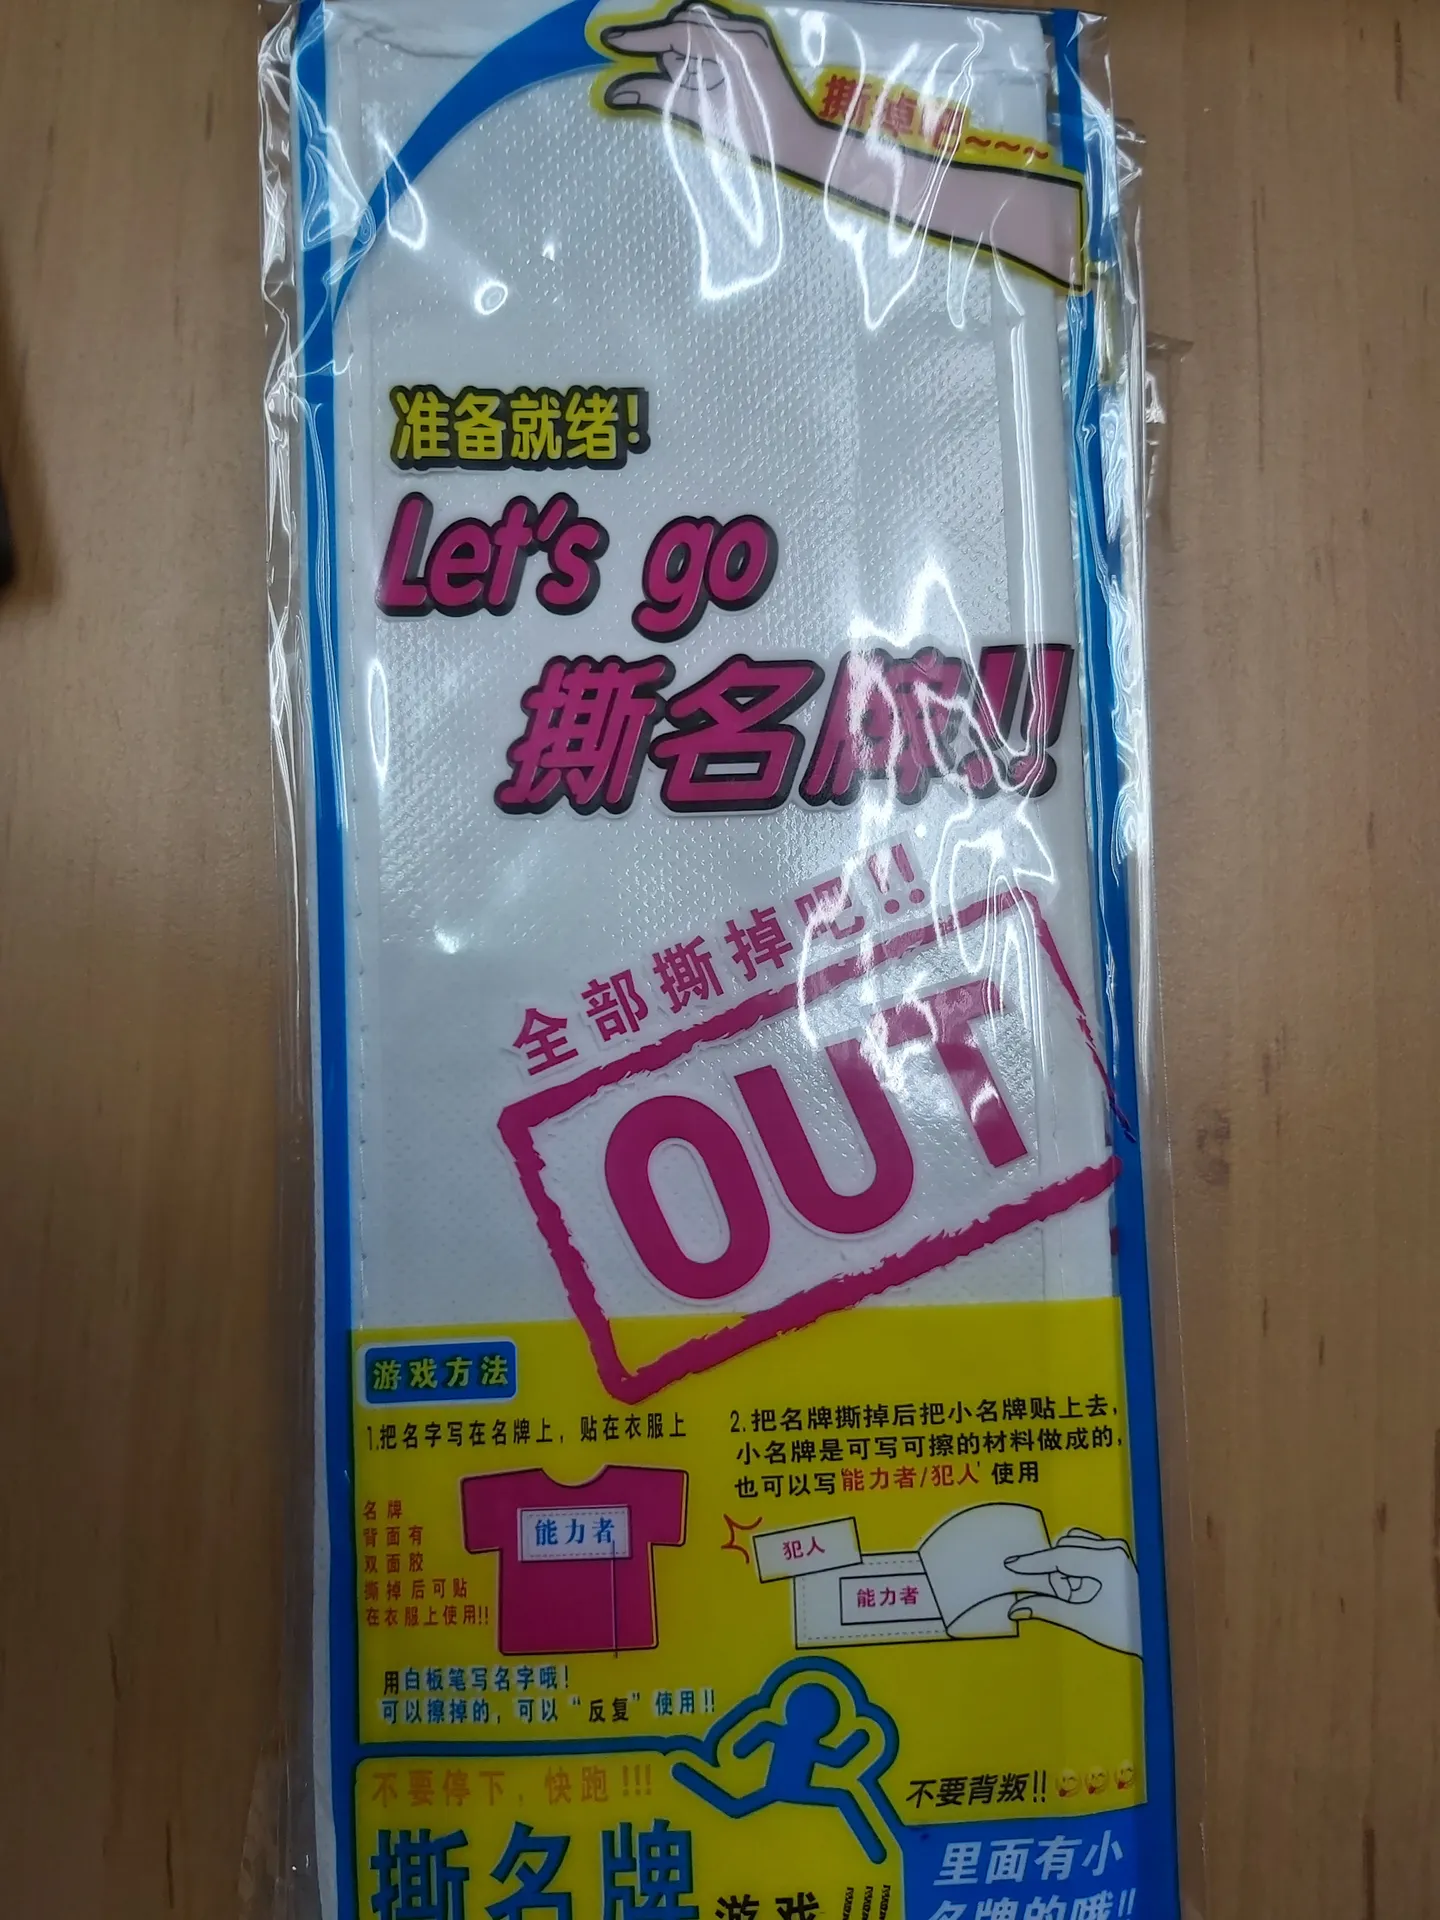 撕掉吧~~~
准备就绪!
Let's go
撕名牌!!
全部撕掉吧!!
OUT
游戏方法
1.把名字写在名牌上，贴在衣服上
名牌
背面有
双面胶
撕掉后可贴
在衣服上使用!!
能力者
用白板笔写名字哦!
可以擦掉的，可以“反复”使用!!
2.把名牌撕掉后把小名牌贴上去，
小名牌是可写可擦的材料做成的，
也可以写'能力者/犯人'使用
犯人
能力者
不要停下，快跑!!!
撕名牌
游戏!!!
不要背叛!!
里面有小
名牌的哦!!